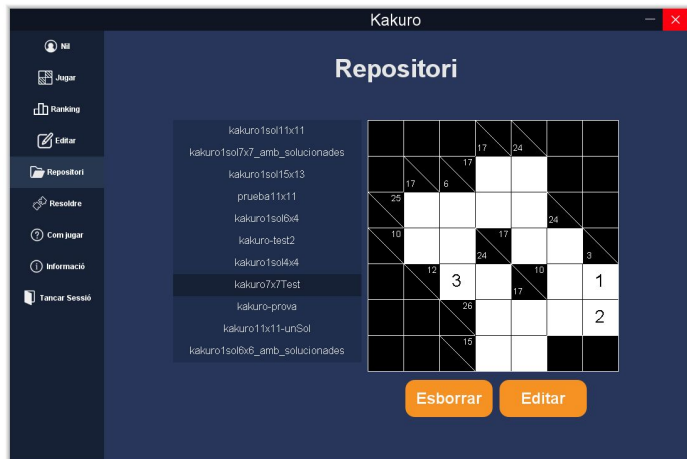 Kakuro
Nil
Jugar
Ranking
Editar
Repositori
Resoldre
Com jugar
Informació
Tancar Sessió
Repositori
kakuro1sol11x11
kakuro1sol7x7_amb_solucionades
kakuro1sol15x13
prueba11x11
kakuro1sol6x4
kakuro-test2
kakuro1sol4x4
kakuro7x7Test
kakuro-prova
kakuro11x11-unSol
kakuro1sol6x6_amb_solucionades
17 24
17 6 17
25 24
10 24 17 3
12 3 17 10 1
26 2
15
Esborrar Editar